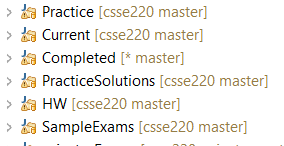 Practice [csse220 master]
Current [csse220 master]
Completed [* master]
PracticeSolutions [csse220 master]
HW [csse220 master]
SampleExams [csse220 master]